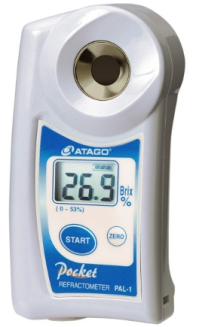 ATAGO
26.9 Brix
%
( 0 – 53% )
START
ZERO
Pocket
REFRACTOMETER PAL-1